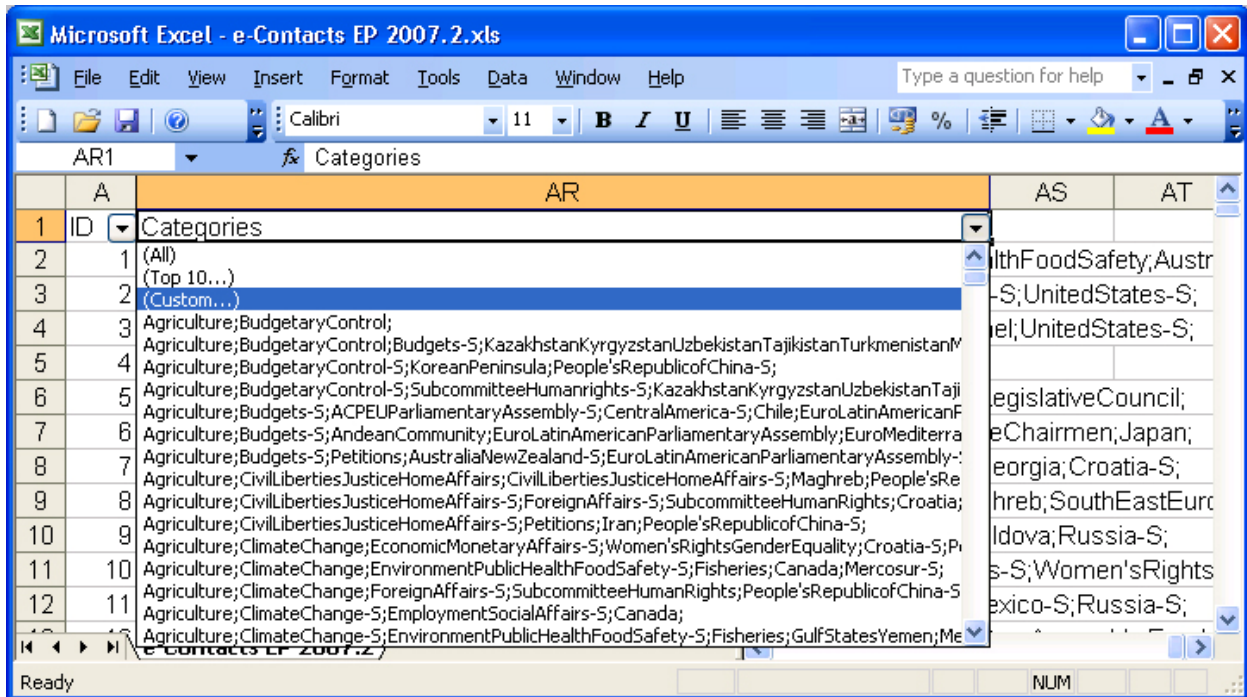 Microsoft Excel - e-Contacts EP 2007.2.xls
File Edit View Insert Format Tools Data Window Help Type a question for help
Calibri 11 B I U %
AR1 fx Categories
A AR AS AT
1 ID Categories
(All)
2 1 lthFoodSafety;Austr
(Top 10...)
3 2 (Custom...) -S;UnitedStates-S;
4 3 Agriculture;BudgetaryControl; el;UnitedStates-S;
Agriculture;BudgetaryControl;Budgets-S;KazakhstanKyrgyzstanUzbekistanTajikistanTurkmenistanM
5 4 Agriculture;BudgetaryControl-S;KoreanPeninsula;People'sRepublicofChina-S;
6 5 Agriculture;BudgetaryControl-S;SubcommitteeHumanrights-S;KazakhstanKyrgyzstanUzbekistanTaji egislativeCouncil;
Agriculture;Budgets-S;ACPEUParliamentaryAssembly-S;CentralAmerica-S;Chile;EuroLatinAmericanF
7 6 Agriculture;Budgets-S;AndeanCommunity;EuroLatinAmericanParliamentaryAssembly;EuroMediterra eChairmen;Japan;
8 7 Agriculture;Budgets-S;Petitions;AustraliaNewZealand-S;EuroLatinAmericanParliamentaryAssembly-S eorgia;Croatia-S;
Agriculture;CivilLibertiesJusticeHomeAffairs;CivilLibertiesJusticeHomeAffairs-S;Maghreb;People'sRe
9 8 Agriculture;CivilLibertiesJusticeHomeAffairs-S;ForeignAffairs-S;SubcommitteeHumanRights;Croatia; hreb;SouthEastEuro
10 9 Agriculture;CivilLibertiesJusticeHomeAffairs-S;Petitions;Iran;People'sRepublicofChina-S; ldova;Russia-S;
Agriculture;ClimateChange;EconomicMonetaryAffairs-S;Women'sRightsGenderEquality;Croatia-S;P
11 10 Agriculture;ClimateChange;EnvironmentPublicHealthFoodSafety-S;Fisheries;Canada;Mercosur-S; s-S;Women'sRights
Agriculture;ClimateChange;ForeignAffairs-S;SubcommitteeHumanRights;People'sRepublicofChina-S
12 11 Agriculture;ClimateChange-S;EmploymentSocialAffairs-S;Canada; exico-S;Russia-S;
Agriculture;ClimateChange-S;EnvironmentPublicHealthFoodSafety-S;Fisheries;GulfStatesYemen;Me
e-Contacts EP 2007.2
Ready NUM